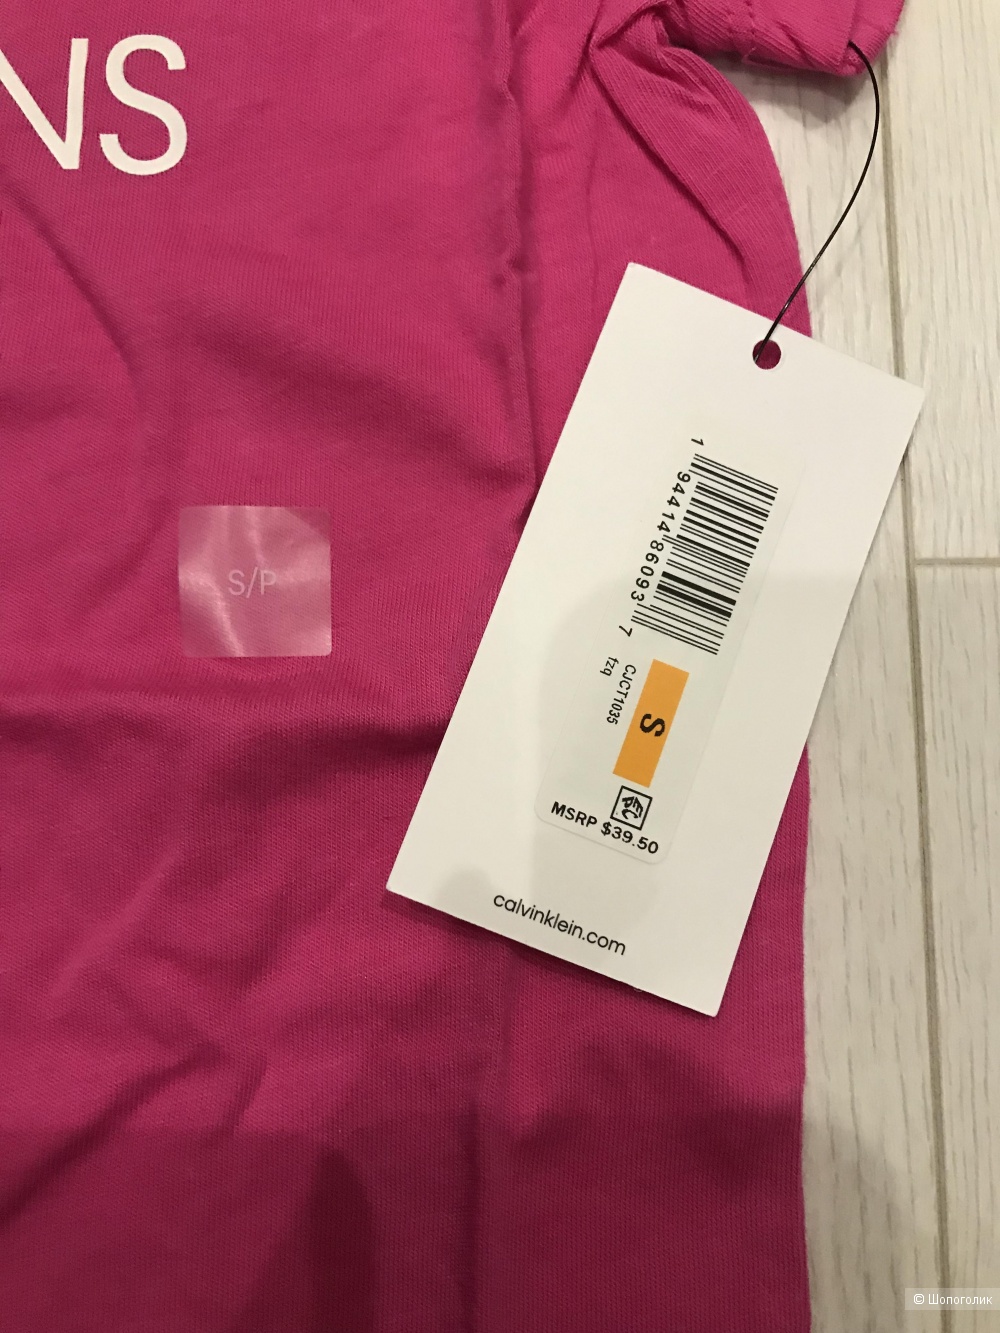 NS
S/P
1 94414 86093 7
CJCT1035
fzq
S
MSRP $39.50
calvinklein.com
© Шопоголик